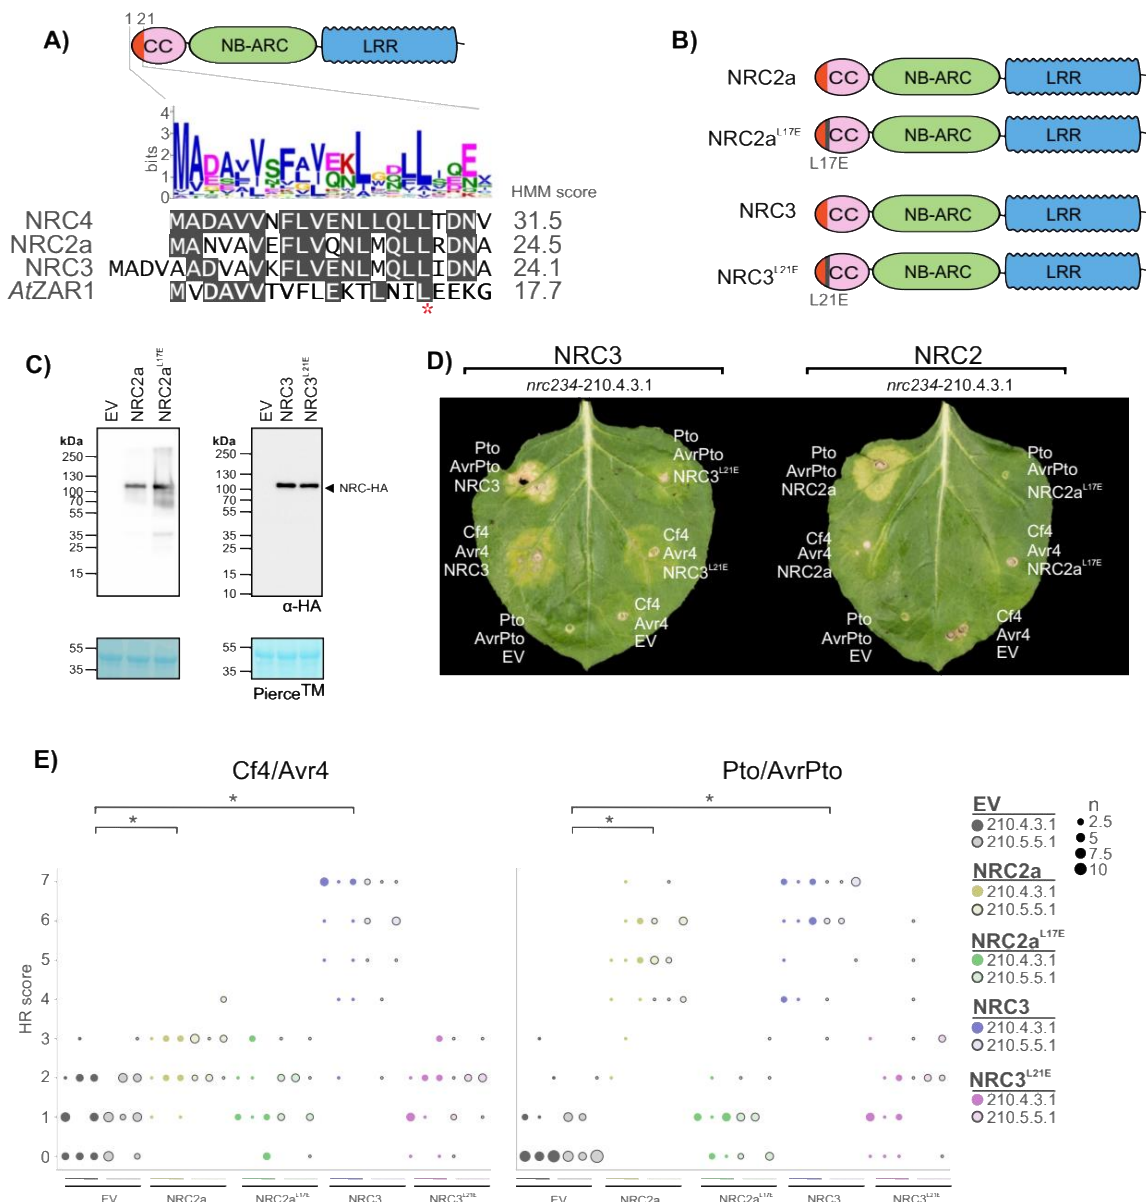 A)
1 21
CC NB-ARC LRR
4
3
2
1
0
bits
HMM score
NRC4 MADAVVNFLVENLLQLLTDNV 31.5
NRC2a MANVAVEFLVQNLMQLLRDNA 24.5
NRC3 MADVAADVAVKFLVENLMQLLIDNA 24.1
AtZAR1 MVDAVVTVFLEKTLNILEEKG 17.7
*
B)
NRC2a CC NB-ARC LRR
NRC2a^L17E CC NB-ARC LRR
L17E
NRC3 CC NB-ARC LRR
NRC3^L21E CC NB-ARC LRR
L21E
C)
EV NRC2a NRC2a^L17E
kDa
250
130
100
70
55
35
25
15
55
35
EV NRC3 NRC3^L21E
kDa
250
130
100
70
55
35
25
15
10
◄ NRC-HA
α-HA
55
35
Pierce™
D)
NRC3
nrc234-210.4.3.1
Pto
AvrPto
NRC3
Pto
AvrPto
NRC3^L21E
Cf4
Avr4
NRC3
Cf4
Avr4
NRC3^L21E
Pto
AvrPto
EV
Cf4
Avr4
EV
NRC2
nrc234-210.4.3.1
Pto
AvrPto
NRC2a
Pto
AvrPto
NRC2a^L17E
Cf4
Avr4
NRC2a
Cf4
Avr4
NRC2a^L17E
Pto
AvrPto
EV
Cf4
Avr4
EV
E)
Cf4/Avr4
*
*
HR score
7
6
5
4
3
2
1
0
EV NRC2a NRC2a^L17E NRC3 NRC3^L21E
Pto/AvrPto
*
*
EV NRC2a NRC2a^L17E NRC3 NRC3^L21E
EV
210.4.3.1
210.5.5.1
NRC2a
210.4.3.1
210.5.5.1
NRC2a^L17E
210.4.3.1
210.5.5.1
NRC3
210.4.3.1
210.5.5.1
NRC3^L21E
210.4.3.1
210.5.5.1
n
2.5
5
7.5
10